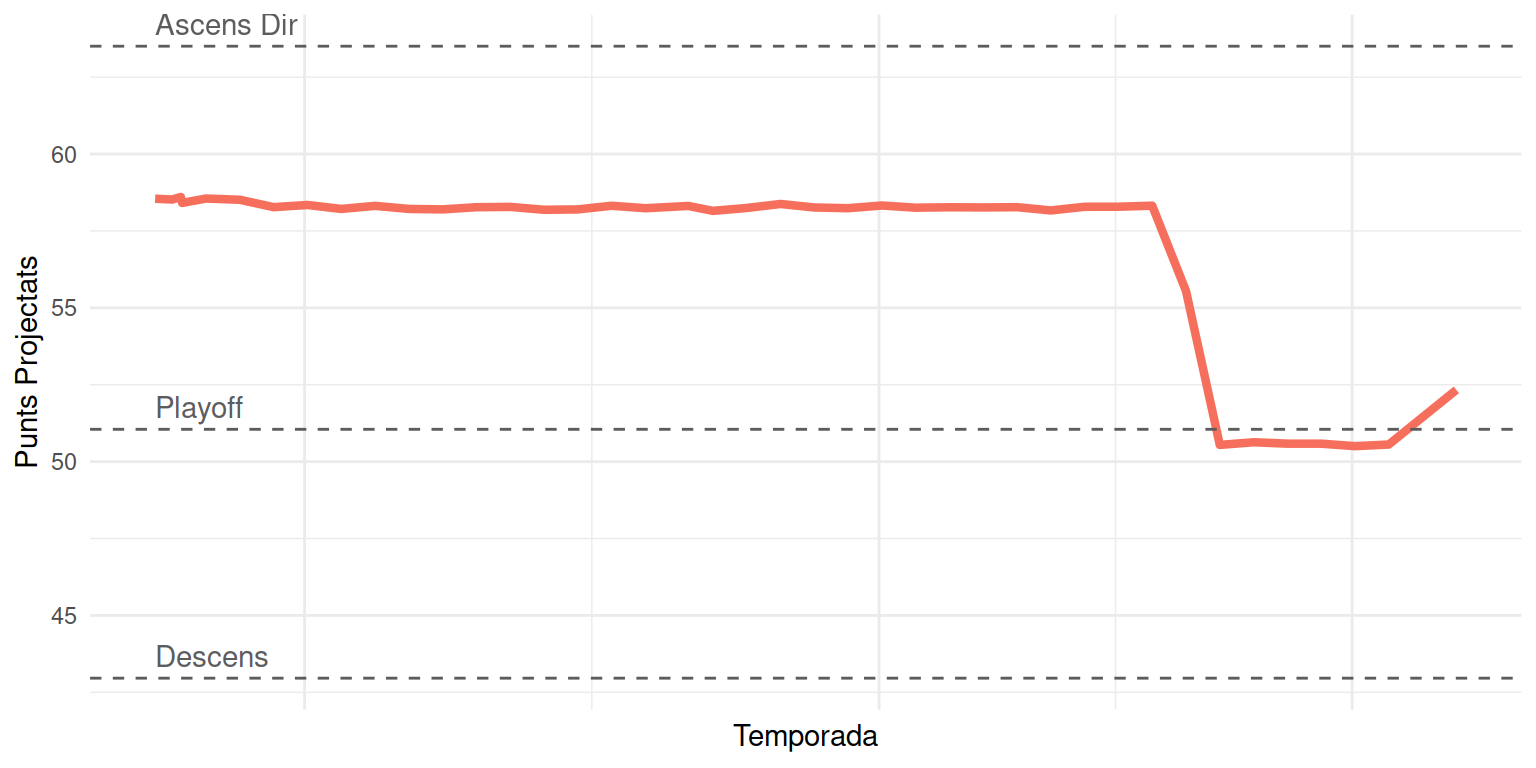 Ascens Dir
60
55
Playoff
50
45
Descens
Punts Projectats
Temporada